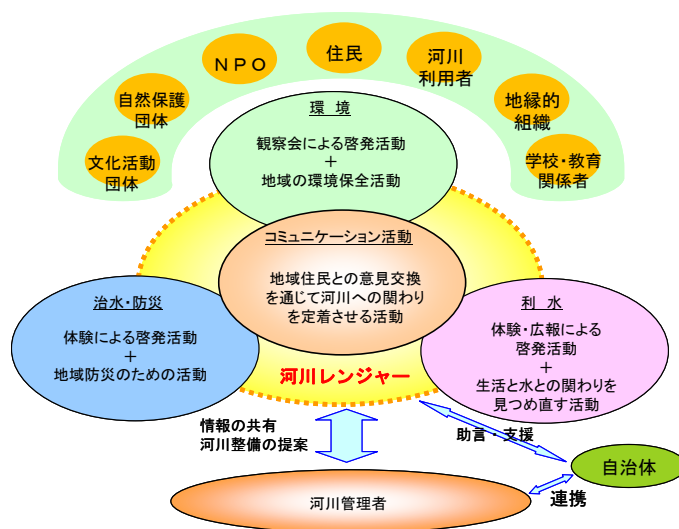 住民
NPO
河川
利用者
自然保護
団体
地縁的
組織
文化活動
団体
学校・教育
関係者
環 境
観察会による啓発活動
+
地域の環境保全活動
コミュニケーション活動
地域住民との意見交換
を通じて河川への関わり
を定着させる活動
治水・防災
体験による啓発活動
+
地域防災のための活動
利 水
体験・広報による
啓発活動
+
生活と水との関わりを
見つめ直す活動
河川レンジャー
情報の共有
河川整備の提案
助言・支援
自治体
連携
河川管理者